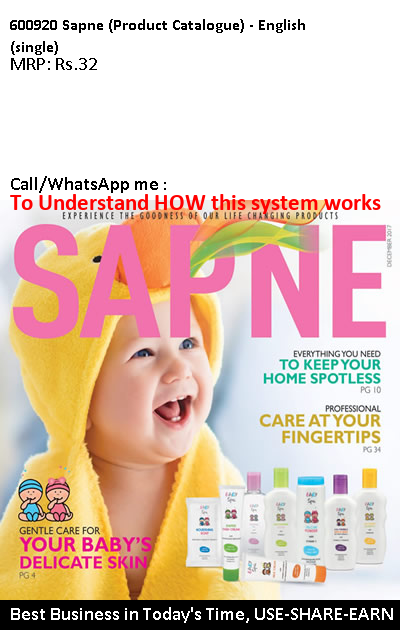 600920 Sapne (Product Catalogue) - English
(single)
MRP: Rs.32
Call/WhatsApp me :
To Understand HOW this system works
EXPERIENCE THE GOODNESS OF OUR LIFE CHANGING PRODUCTS
SAPNE
DECEMBER 2017
EVERYTHING YOU NEED
TO KEEP YOUR
HOME SPOTLESS
PG 10
PROFESSIONAL
CARE AT YOUR
FINGERTIPS
PG 34
GENTLE CARE FOR
YOUR BABY'S
DELICATE SKIN
PG 4
BABY
Spa
Best Business in Today's Time, USE-SHARE-EARN